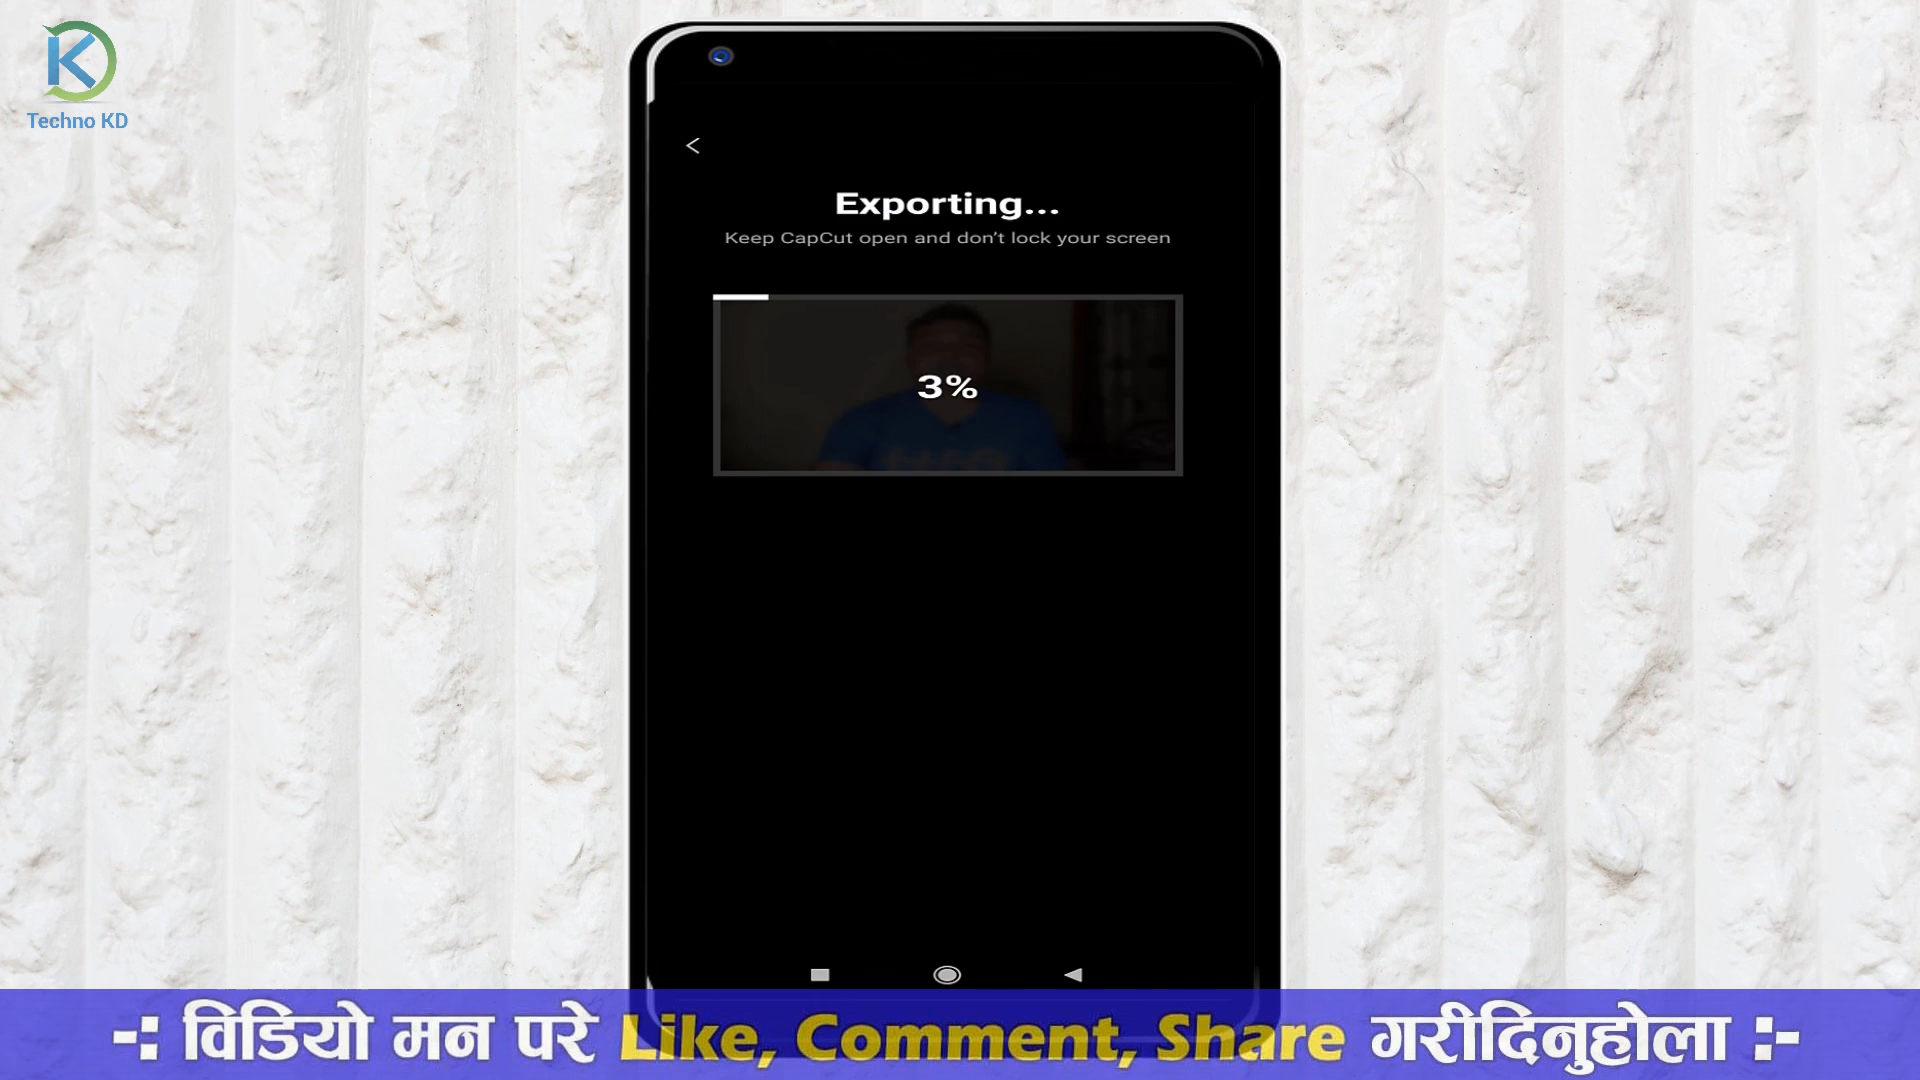 Techno KD
Exporting...
Keep CapCut open and don't lock your screen
3%
-: विडियो मन परे Like, Comment, Share गरीदिनुहोला :-